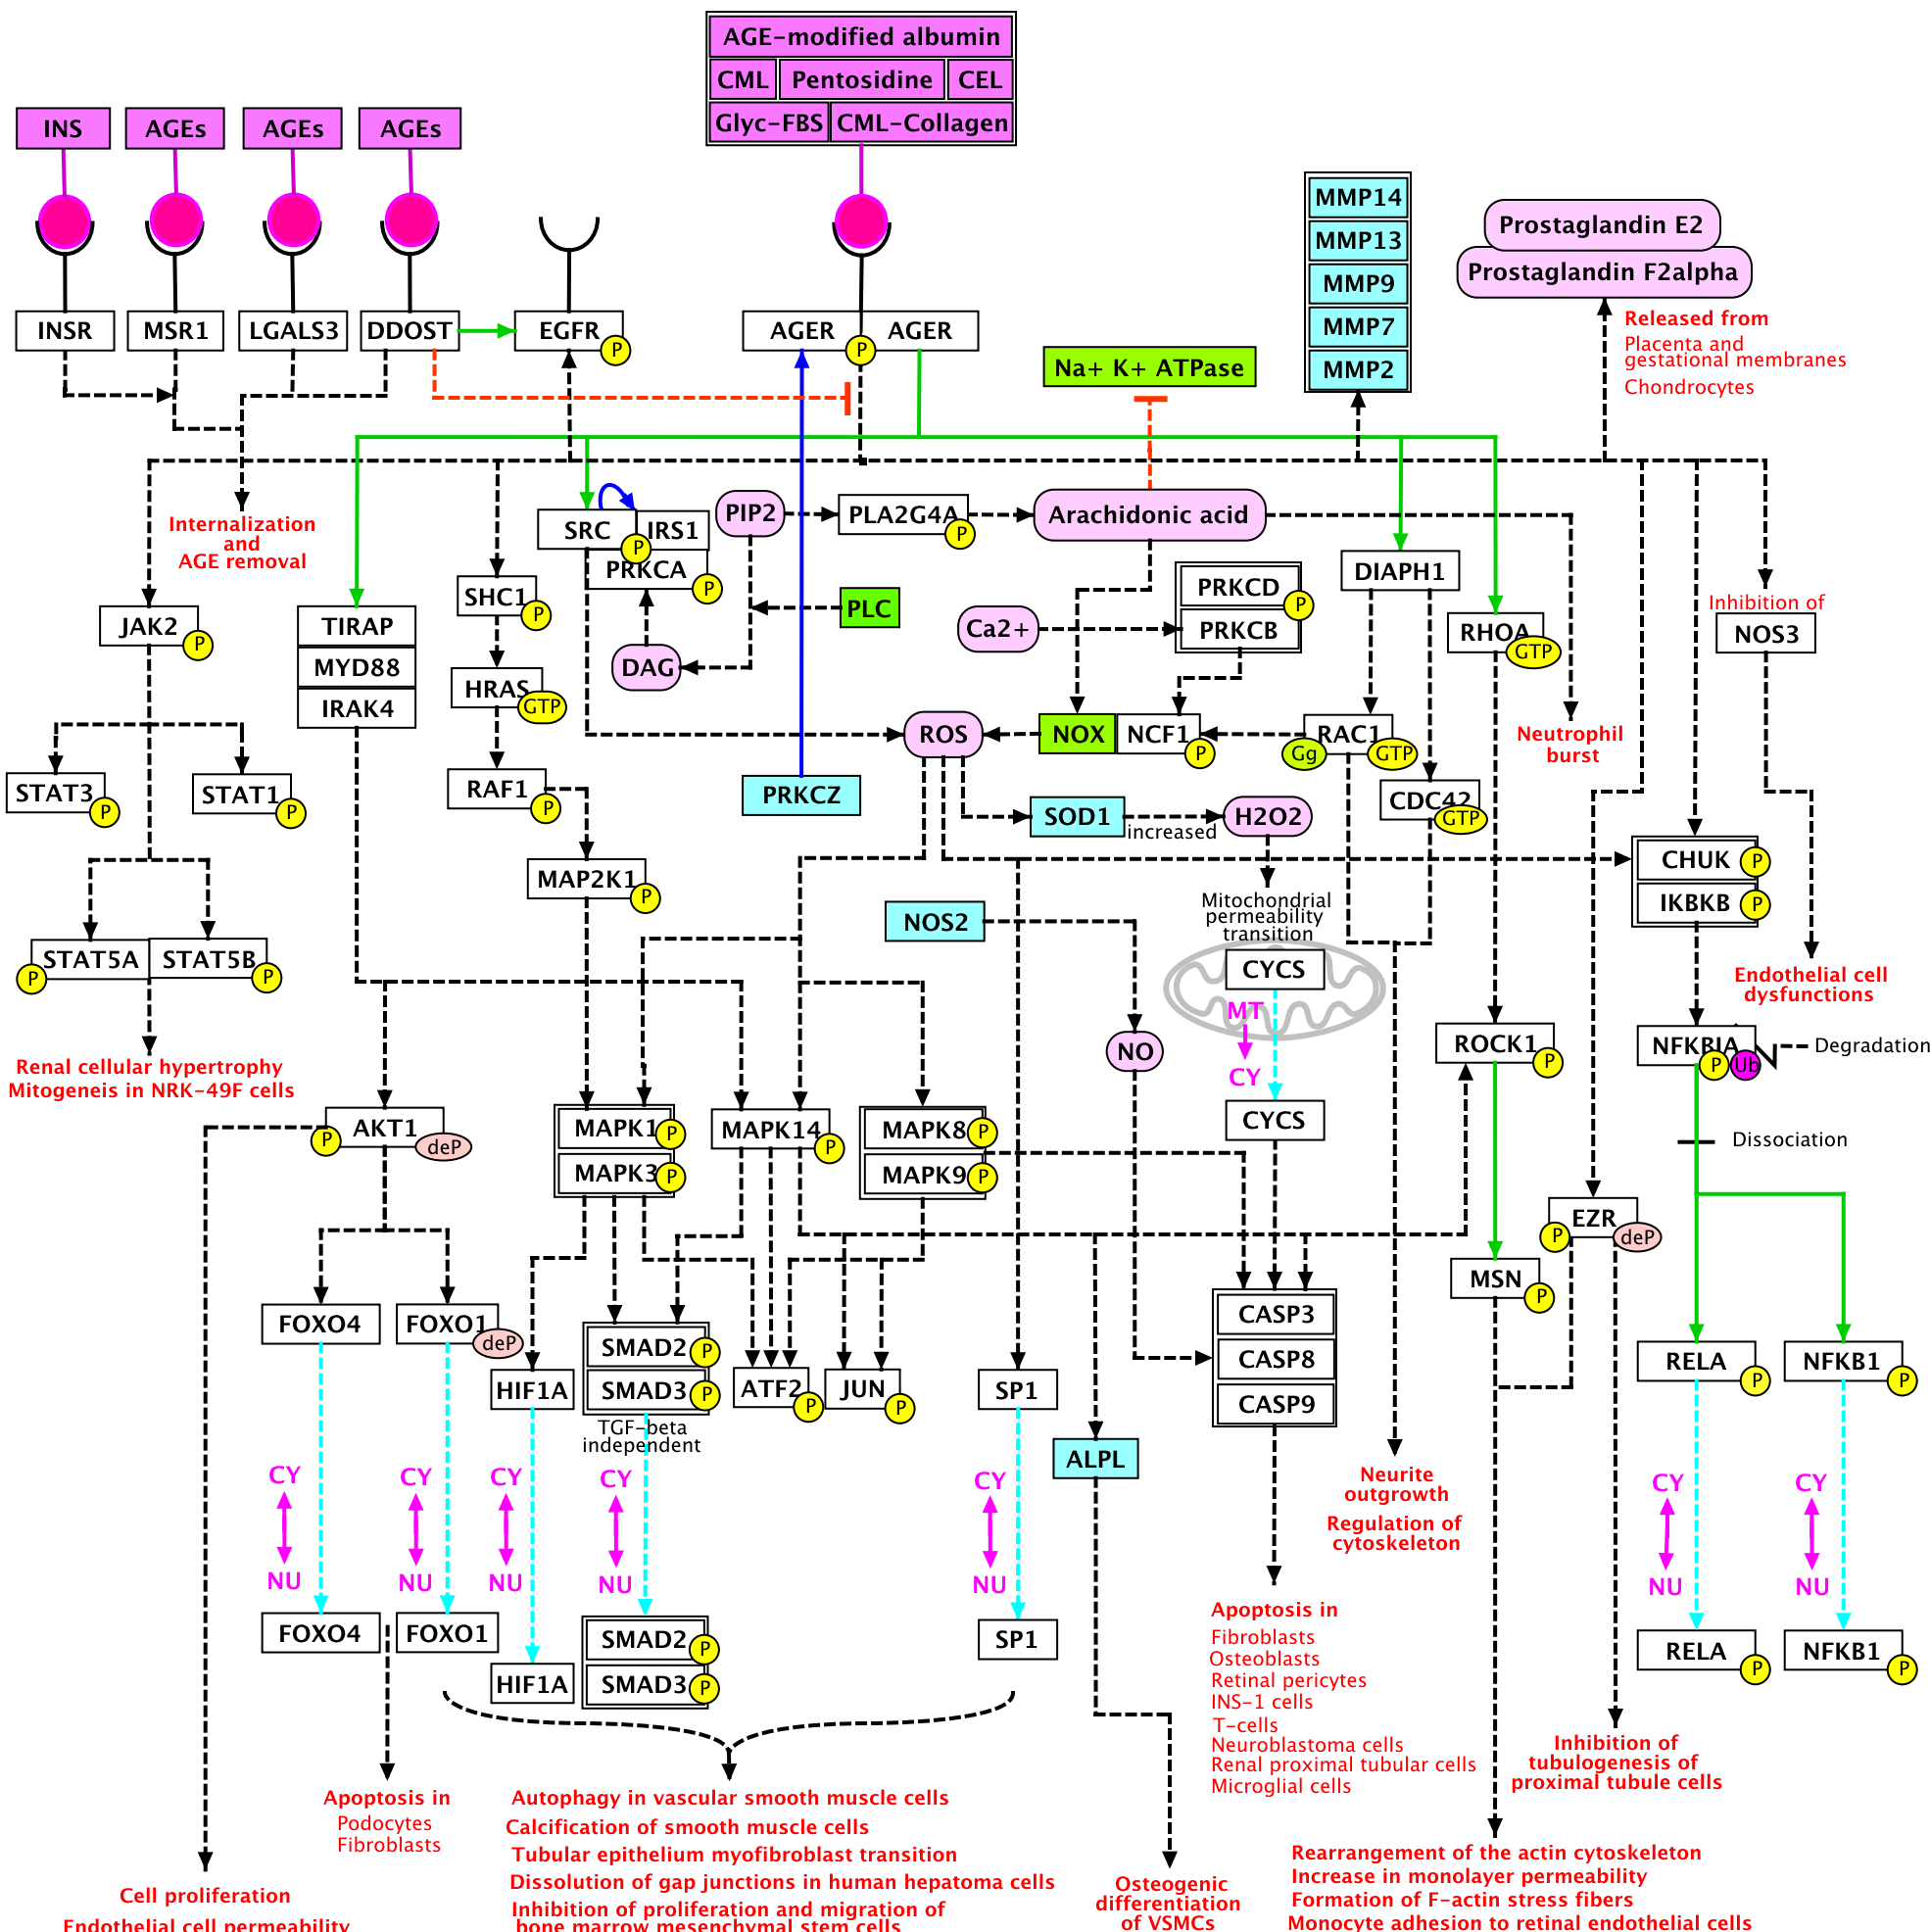 AGE-modified albumin
CML Pentosidine CEL
Glyc-FBS CML-Collagen
INS AGEs AGEs AGEs
MMP14
MMP13
MMP9
MMP7
MMP2
Prostaglandin E2
Prostaglandin F2alpha
Released from
Placenta and
gestational membranes
Chondrocytes
INSR MSR1 LGALS3 DDOST EGFR P AGER P AGER
Na+ K+ ATPase
Internalization
and
AGE removal
SRC P IRS1
PRKCA P
PIP2 PLA2G4A P Arachidonic acid
DIAPH1
PRKCD P
PRKCB
SHC1 P
PLC
Ca2+
Inhibition of
NOS3
JAK2 P
TIRAP
MYD88
IRAK4
RHOA GTP
DAG
HRAS GTP
ROS NOX NCF1 P RAC1 Gg GTP
Neutrophil
burst
STAT3 P STAT1 P
RAF1 P
PRKCZ
SOD1 increased H2O2
CDC42 GTP
MAP2K1 P
CHUK P
IKBKB P
NOS2
Mitochondrial
permeability
transition
STAT5A P STAT5B P
CYCS
MT
CY
CYCS
Endothelial cell
dysfunctions
NO
ROCK1 P
NFKBIA P Ub Degradation
Renal cellular hypertrophy
Mitogeneis in NRK-49F cells
AKT1 P deP
MAPK1 P
MAPK3 P
MAPK14 P
MAPK8 P
MAPK9 P
Dissociation
EZR P deP
MSN P
FOXO4 FOXO1 deP
HIF1A
SMAD2 P
SMAD3 P
TGF-beta
independent
ATF2 P JUN P
SP1
CASP3
CASP8
CASP9
RELA P NFKB1 P
ALPL
CY CY CY CY CY CY CY
NU NU NU NU NU NU NU
Neurite
outgrowth
Regulation of
cytoskeleton
FOXO4 FOXO1
HIF1A
SMAD2 P
SMAD3 P
SP1
RELA P NFKB1 P
Apoptosis in
Fibroblasts
Osteoblasts
Retinal pericytes
INS-1 cells
T-cells
Neuroblastoma cells
Renal proximal tubular cells
Microglial cells
Inhibition of
tubulogenesis of
proximal tubule cells
Apoptosis in
Podocytes
Fibroblasts
Autophagy in vascular smooth muscle cells
Calcification of smooth muscle cells
Tubular epithelium myofibroblast transition
Dissolution of gap junctions in human hepatoma cells
Inhibition of proliferation and migration of
bone marrow mesenchymal stem cells
Osteogenic
differentiation
of VSMCs
Rearrangement of the actin cytoskeleton
Increase in monolayer permeability
Formation of F-actin stress fibers
Monocyte adhesion to retinal endothelial cells
Cell proliferation
Endothelial cell permeability